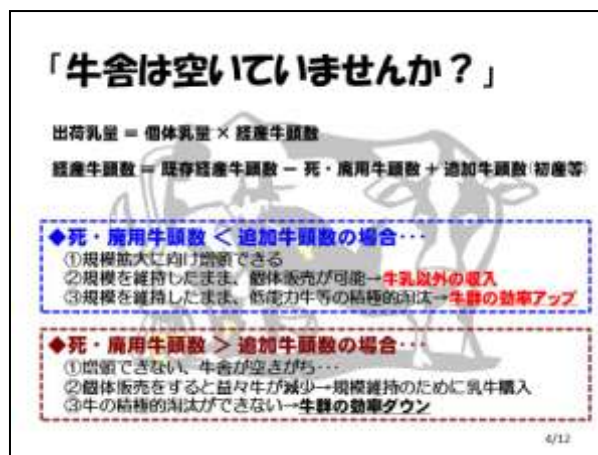 「牛舎は空いていませんか？」
出荷乳量 ＝ 個体乳量 × 経産牛頭数
経産牛頭数 ＝ 既存経産牛頭数 － 死・廃用牛頭数 ＋ 追加牛頭数(初産等)
◆死・廃用牛頭数 ＜ 追加牛頭数の場合･･･
①規模拡大に向け増頭できる
②規模を維持したまま、個体販売が可能→牛乳以外の収入
③規模を維持したまま、低能力牛等の積極的淘汰→牛群の効率アップ
◆死・廃用牛頭数 ＞ 追加牛頭数の場合･･･
①増頭できない、牛舎が空きがち･･･
②個体販売をすると益々牛が減少→規模維持のために乳牛購入
③牛の積極的淘汰ができない→牛群の効率ダウン
4/12